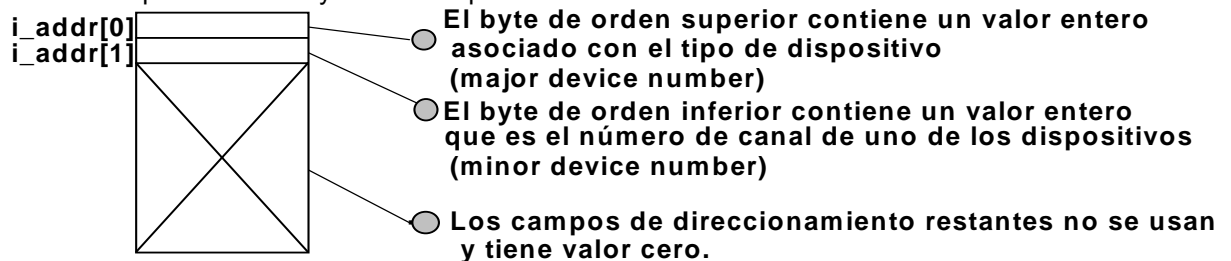 i_addr[0]
i_addr[1]
El byte de orden superior contiene un valor entero
asociado con el tipo de dispositivo
(major device number)
El byte de orden inferior contiene un valor entero
que es el número de canal de uno de los dispositivos
(minor device number)
Los campos de direccionamiento restantes no se usan
y tiene valor cero.